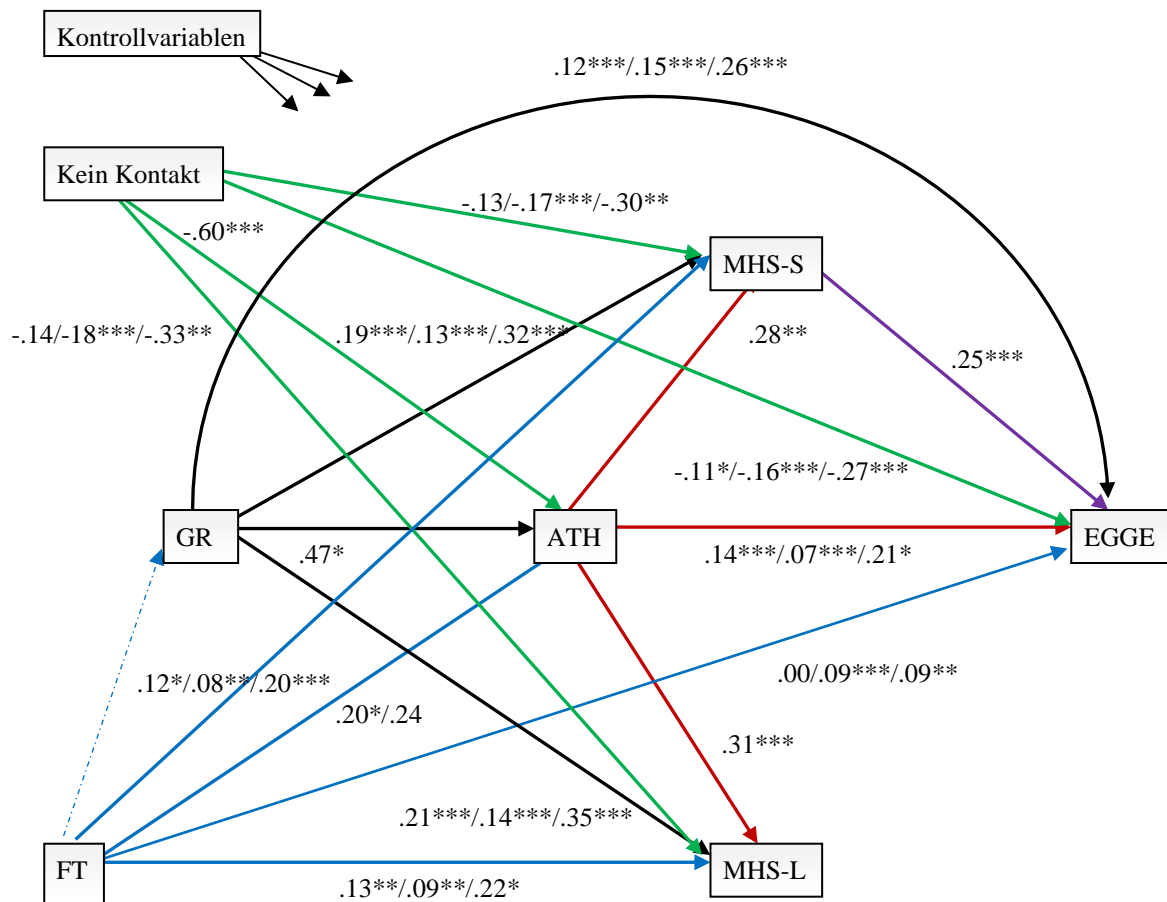 Kontrollvariablen
.12***/.15***/.26***
Kein Kontakt
-.13/-.17***/-.30**
-.60***
MHS-S
-.14/-18***/-.33**
.19***/.13***/.32***
.28**
.25***
-.11*/-.16***/-.27***
GR
ATH
EGGE
.47*
.14***/.07***/.21*
.12*/.08**/.20***
.00/.09***/.09**
.20*/.24
.31***
.21***/.14***/.35***
FT
MHS-L
.13**/.09**/.22*